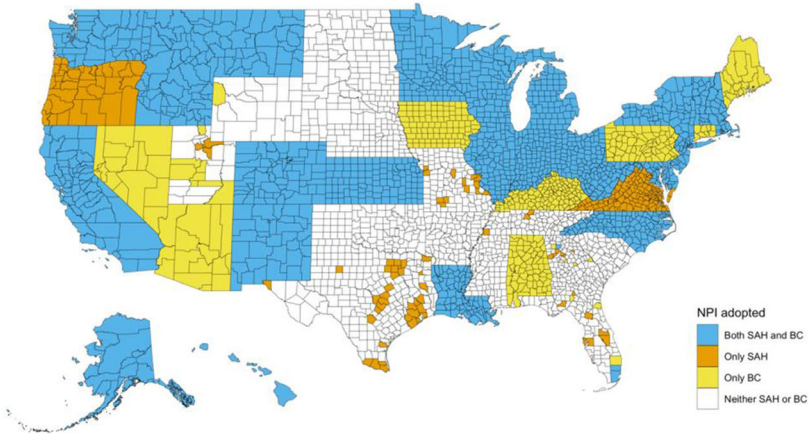 NPI adopted
Both SAH and BC
Only SAH
Only BC
Neither SAH or BC